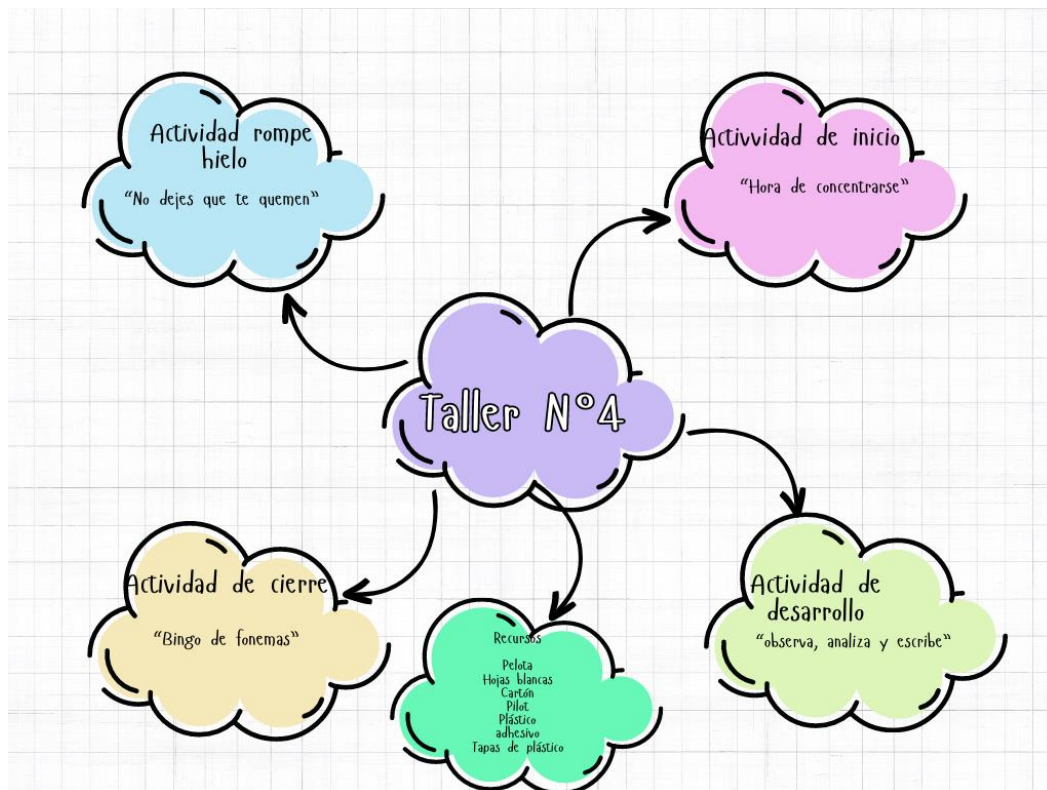 Actividad rompe
hielo
“No dejes que te quemen”
Activvidad de inicio
“Hora de concentrarse”
Taller N°4
Actividad de cierre
“Bingo de fonemas”
Recursos
Pelota
Hojas blancas
Cartón
Pilot
Plástico
adhesivo
Tapas de plástico
Actividad de
desarrollo
“observa, analiza y escribe”